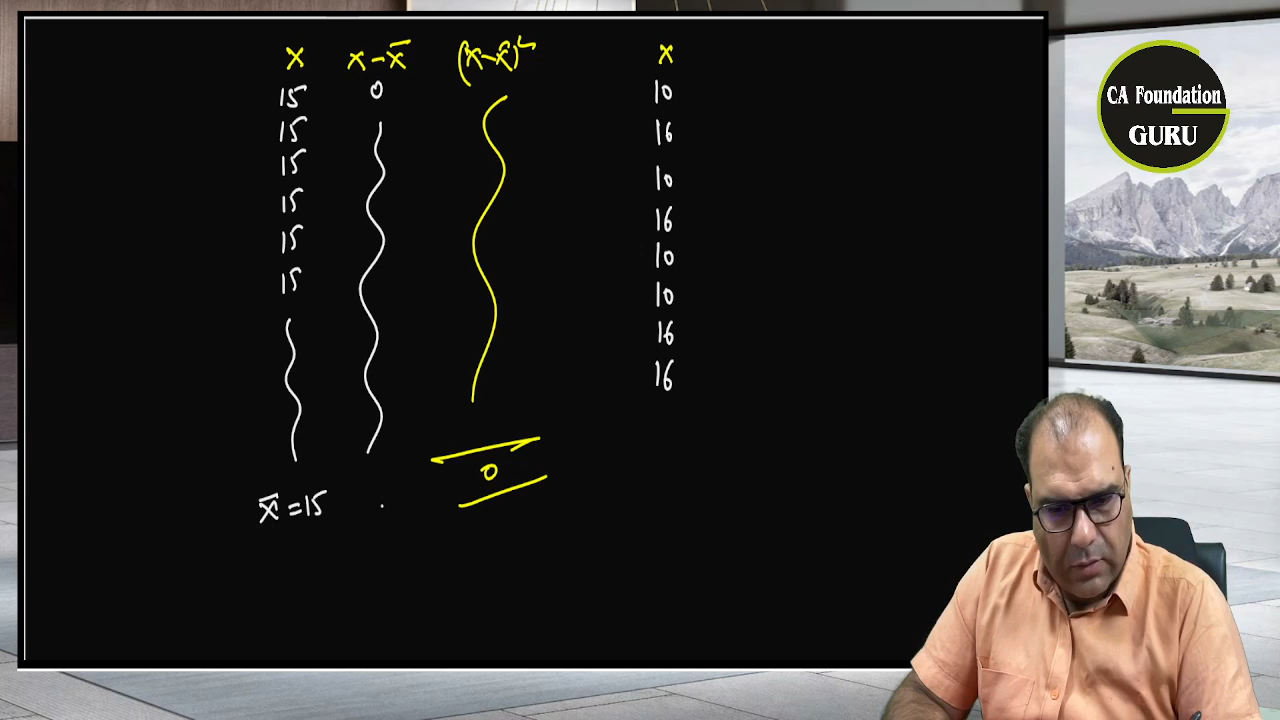 x x-x̄ (x-x̄)² x
15 0 10
15 16
15 10
15 16
15 10
15 10
16
16
0
x̄=15
CA Foundation
GURU